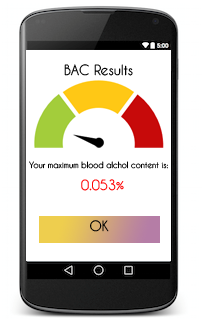 5:00
BAC Results
Your maximum blood alchol content is:
0.053%
OK